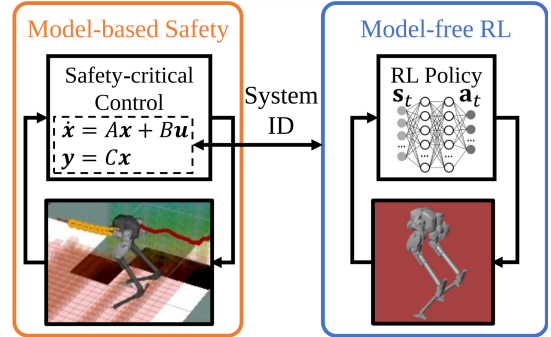 Model-based Safety
Safety-critical
Control
ẋ = Ax + Bu
y = Cx
System
ID
Model-free RL
RL Policy
s_t a_t
... ...
... ...